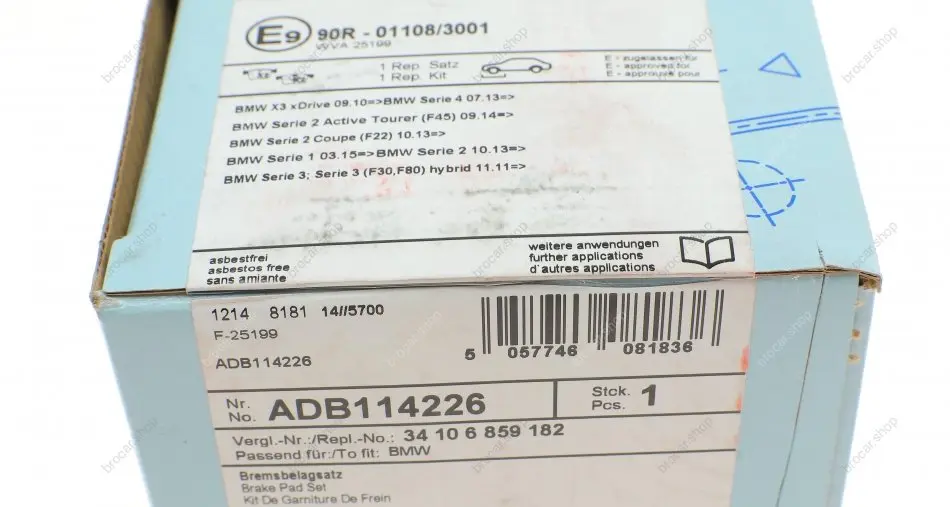 E9 90R - 01108/3001
WVA 25199
1 Rep. Satz
1 Rep. Kit
E - zugelassen für
E - approved for
E - approuvé pour
BMW X3 xDrive 09.10=>BMW Serie 4 07.13=>
BMW Serie 2 Active Tourer (F45) 09.14=>
BMW Serie 2 Coupe (F22) 10.13=>
BMW Serie 1 03.15=>BMW Serie 2 10.13=>
BMW Serie 3; Serie 3 (F30,F80) hybrid 11.11=>
asbestfrei
asbestos free
sans amiante
weitere anwendungen
further applications
d'autres applications
1214 8181 14//5700
F-25199
ADB114226
5 057746 081836
Nr.
No. ADB114226
Stck.
Pcs. 1
Vergl.-Nr.:/Repl.-No.: 34 10 6 859 182
Passend für:/To fit: BMW
Bremsbelagsatz
Brake Pad Set
Kit De Garniture De Frein
brocar.shop